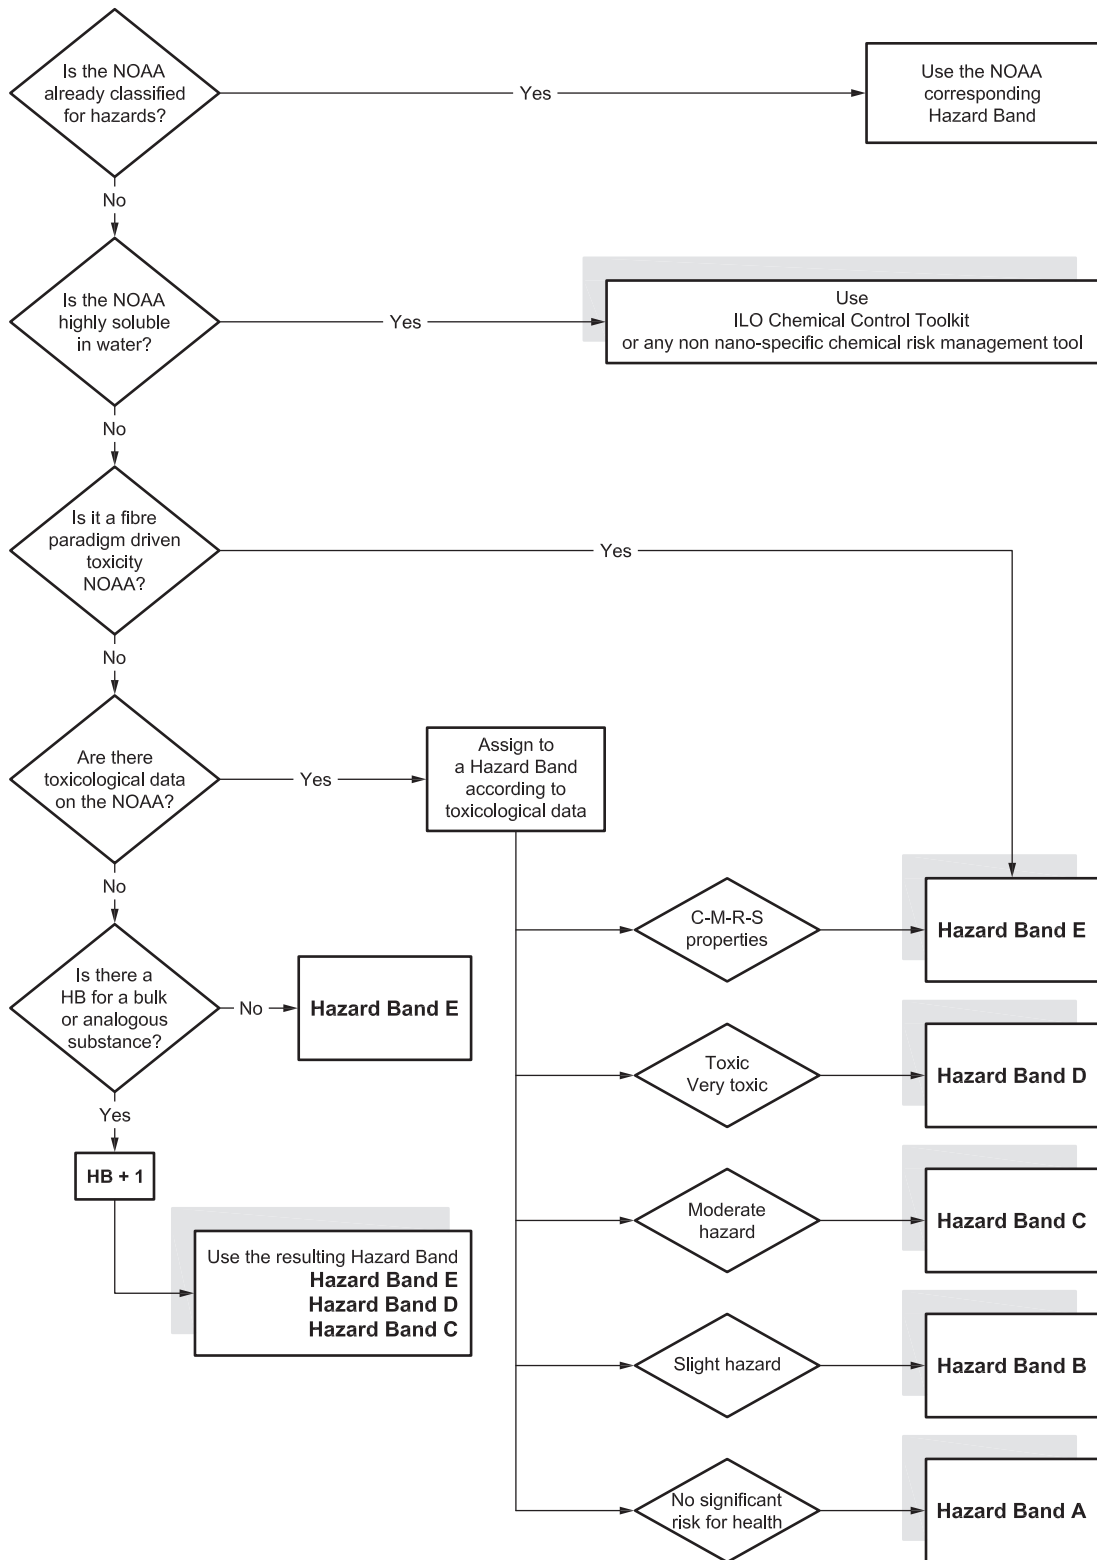 Is the NOAA
already classified
for hazards?
Yes
Use the NOAA
corresponding
Hazard Band
No
Is the NOAA
highly soluble
in water?
Yes
Use
ILO Chemical Control Toolkit
or any non nano-specific chemical risk management tool
No
Is it a fibre
paradigm driven
toxicity
NOAA?
Yes
No
Are there
toxicological data
on the NOAA?
Yes
Assign to
a Hazard Band
according to
toxicological data
No
C-M-R-S
properties
Hazard Band E
Is there a
HB for a bulk
or analogous
substance?
No
Hazard Band E
Toxic
Very toxic
Hazard Band D
Yes
HB + 1
Moderate
hazard
Hazard Band C
Use the resulting Hazard Band
Hazard Band E
Hazard Band D
Hazard Band C
Slight hazard
Hazard Band B
No significant
risk for health
Hazard Band A